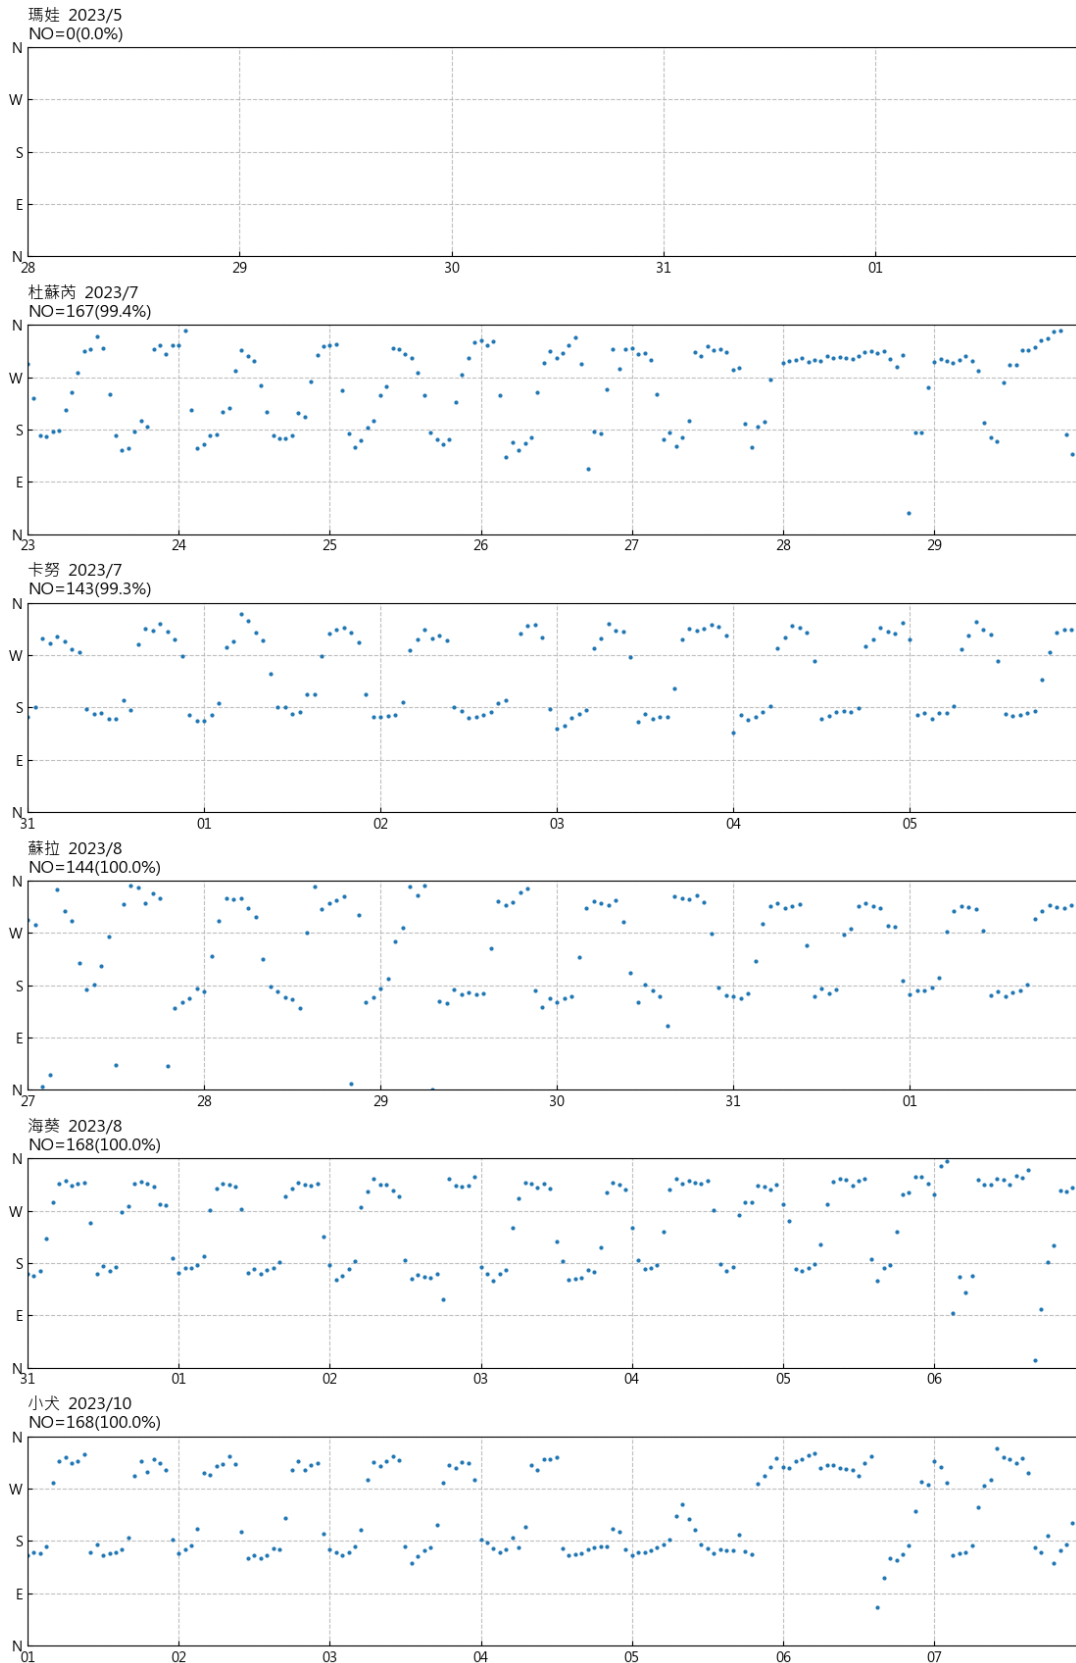 瑪娃 2023/5
NO=0(0.0%)
N
W
S
E
N
28 29 30 31 01
杜蘇芮 2023/7
NO=167(99.4%)
N
W
S
E
N
23 24 25 26 27 28 29
卡努 2023/7
NO=143(99.3%)
N
W
S
E
N
31 01 02 03 04 05
蘇拉 2023/8
NO=144(100.0%)
N
W
S
E
N
27 28 29 30 31 01
海葵 2023/8
NO=168(100.0%)
N
W
S
E
N
31 01 02 03 04 05 06
小犬 2023/10
NO=168(100.0%)
N
W
S
E
N
01 02 03 04 05 06 07